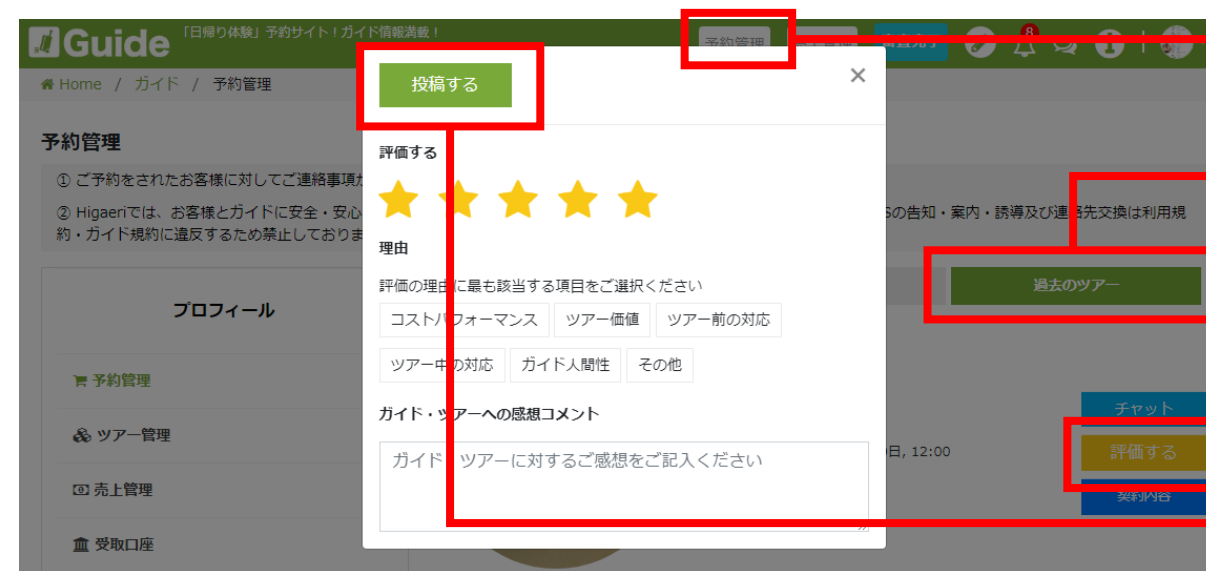 Guide 「日帰り体験」予約サイト!ガイド情報満載! 予約管理 審査完了 8
Home / ガイド / 予約管理
投稿する ×
予約管理
評価する
① ご予約をされたお客様に対してご連絡事項
② Higaeriでは、お客様とガイドに安全・安心 Sの告知・案内・誘導及び連絡先交換は利用規
約・ガイド規約に違反するため禁止しておりま
理由
評価の理由に最も該当する項目をご選択ください
過去のツアー
プロフィール
コストパフォーマンス ツアー価値 ツアー前の対応
ツアー中の対応 ガイド人間性 その他
予約管理
ガイド・ツアーへの感想コメント
チャット
ツアー管理
ガイド・ツアーに対するご感想をご記入ください
日, 12:00
評価する
売上管理
契約内容
受取口座